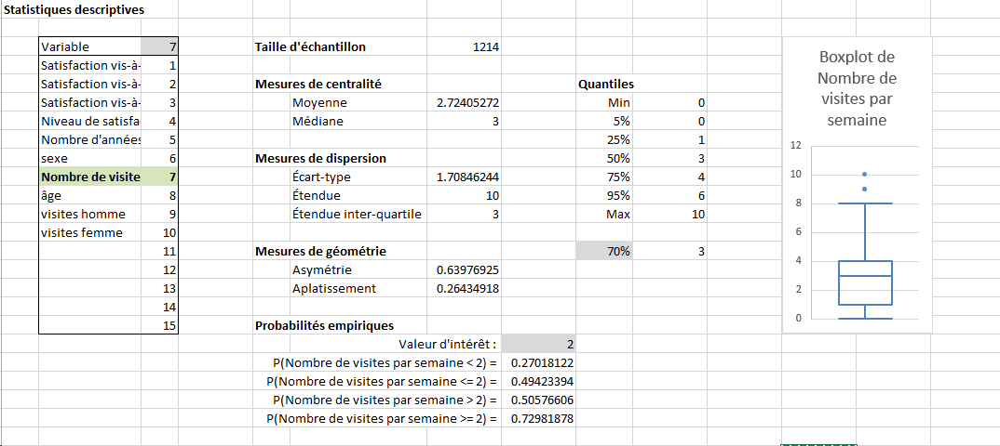 Statistiques descriptives
Variable 7
Satisfaction vis-à- 1
Satisfaction vis-à- 2
Satisfaction vis-à- 3
Niveau de satisfa 4
Nombre d'années 5
sexe 6
Nombre de visite 7
âge 8
visites homme 9
visites femme 10
11
12
13
14
15
Taille d'échantillon 1214
Mesures de centralité
Moyenne 2.72405272
Médiane 3
Mesures de dispersion
Écart-type 1.70846244
Étendue 10
Étendue inter-quartile 3
Mesures de géométrie
Asymétrie 0.63976925
Aplatissement 0.26434918
Probabilités empiriques
Valeur d'intérêt : 2
P(Nombre de visites par semaine < 2) = 0.27018122
P(Nombre de visites par semaine <= 2) = 0.49423394
P(Nombre de visites par semaine > 2) = 0.50576606
P(Nombre de visites par semaine >= 2) = 0.72981878
Quantiles
Min 0
5% 0
25% 1
50% 3
75% 4
95% 6
Max 10
70% 3
Boxplot de
Nombre de
visites par
semaine
12
10
8
6
4
2
0